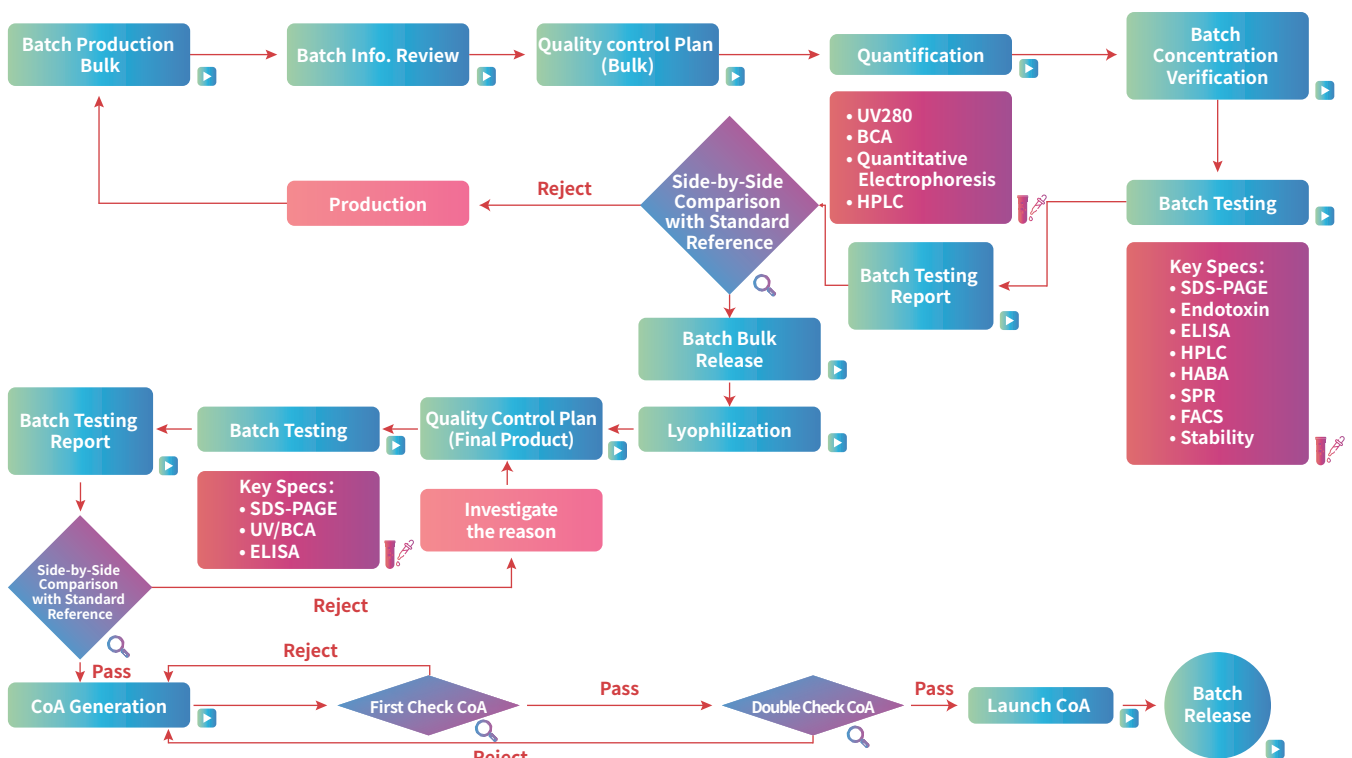 Batch Production
Bulk
Batch Info. Review
Quality control Plan
(Bulk)
Quantification
Batch
Concentration
Verification
• UV280
• BCA
• Quantitative
Electrophoresis
• HPLC
Side-by-Side
Comparison
with Standard
Reference
Reject
Production
Batch Testing
Batch Testing
Report
Key Specs:
• SDS-PAGE
• Endotoxin
• ELISA
• HPLC
• HABA
• SPR
• FACS
• Stability
Batch Bulk
Release
Lyophilization
Quality Control Plan
(Final Product)
Batch Testing
Batch Testing
Report
Key Specs:
• SDS-PAGE
• UV/BCA
• ELISA
Investigate
the reason
Side-by-Side
Comparison
with Standard
Reference
Reject
Pass
Reject
CoA Generation
First Check CoA
Pass
Double Check CoA
Pass
Launch CoA
Batch
Release
Reject